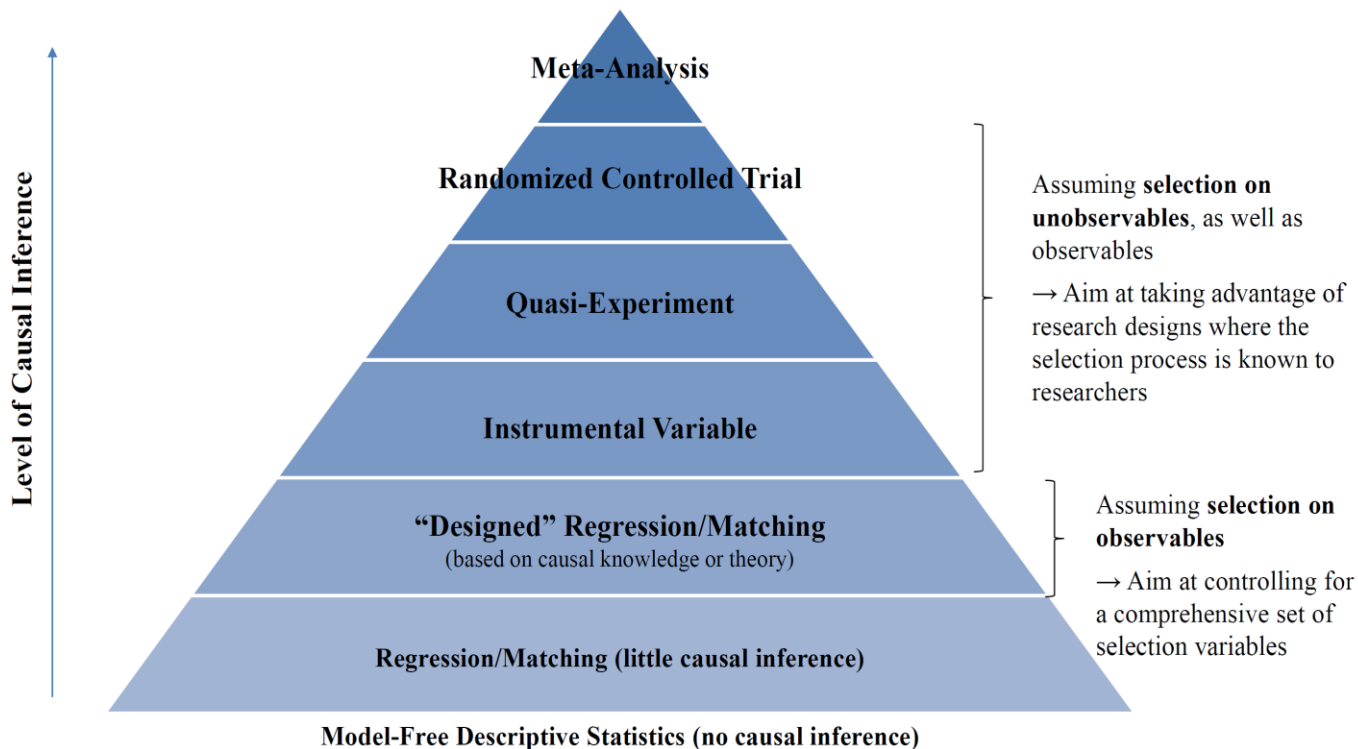 Level of Causal Inference
Meta-Analysis
Randomized Controlled Trial
Quasi-Experiment
Instrumental Variable
“Designed” Regression/Matching
(based on causal knowledge or theory)
Regression/Matching (little causal inference)
Model-Free Descriptive Statistics (no causal inference)
Assuming selection on
unobservables, as well as
observables
→ Aim at taking advantage of
research designs where the
selection process is known to
researchers
Assuming selection on
observables
→ Aim at controlling for
a comprehensive set of
selection variables